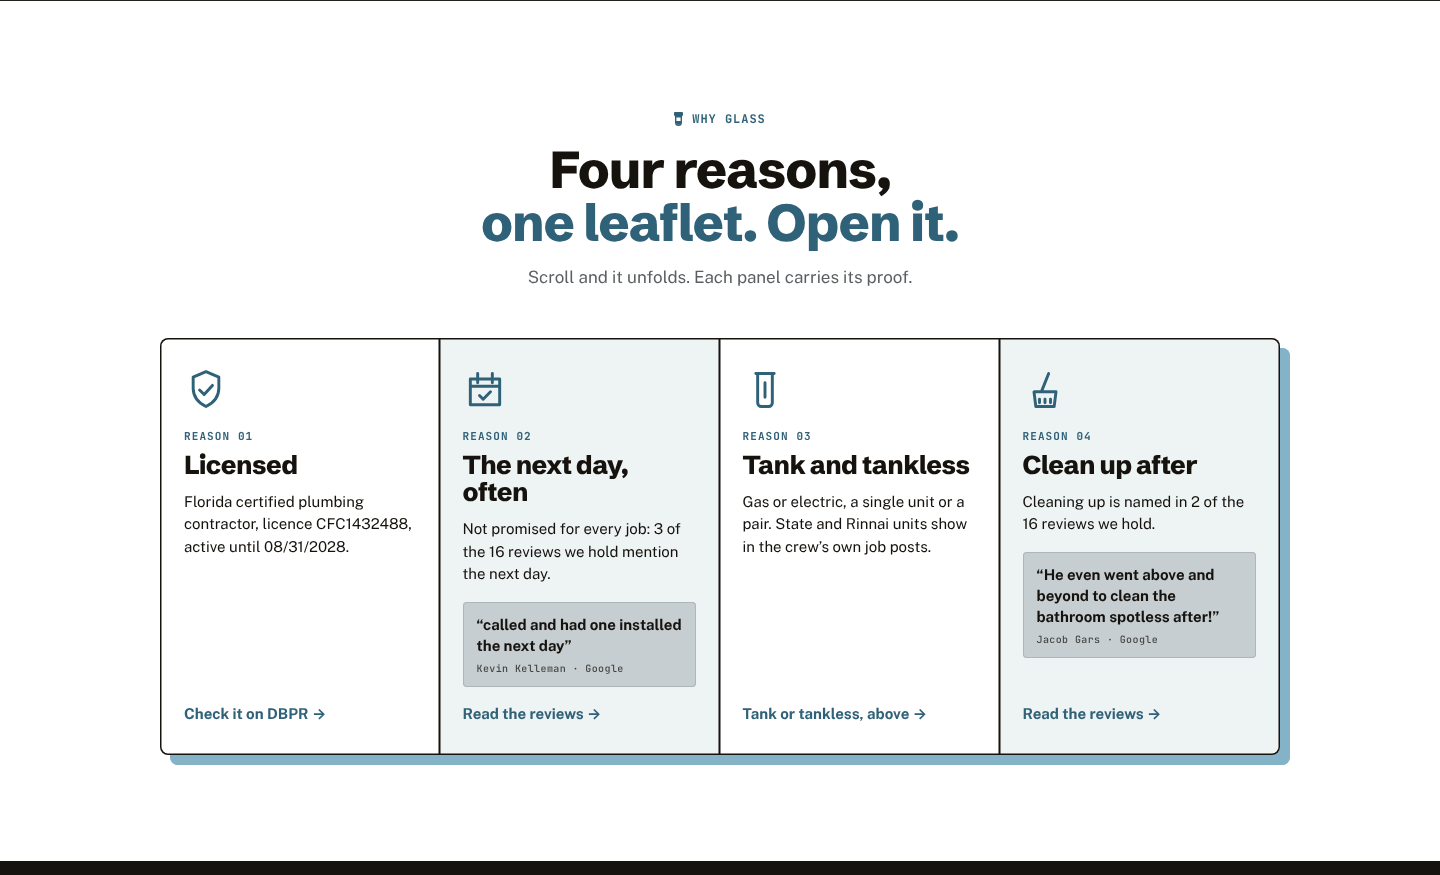 WHY GLASS
Four reasons,
one leaflet. Open it.
Scroll and it unfolds. Each panel carries its proof.
REASON 01
Licensed
Florida certified plumbing
contractor, licence CFC1432488,
active until 08/31/2028.
Check it on DBPR →
REASON 02
The next day,
often
Not promised for every job: 3 of
the 16 reviews we hold mention
the next day.
“called and had one installed
the next day”
Kevin Kelleman · Google
Read the reviews →
REASON 03
Tank and tankless
Gas or electric, a single unit or a
pair. State and Rinnai units show
in the crew’s own job posts.
Tank or tankless, above →
REASON 04
Clean up after
Cleaning up is named in 2 of the
16 reviews we hold.
“He even went above and
beyond to clean the
bathroom spotless after!”
Jacob Gars · Google
Read the reviews →